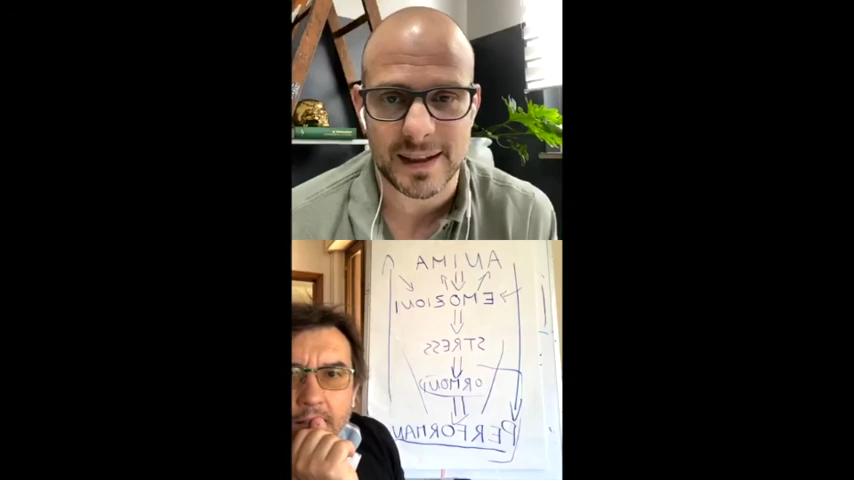 ANIMA
EMOZIONI
STRESS
ORMONI
PERFORMAN